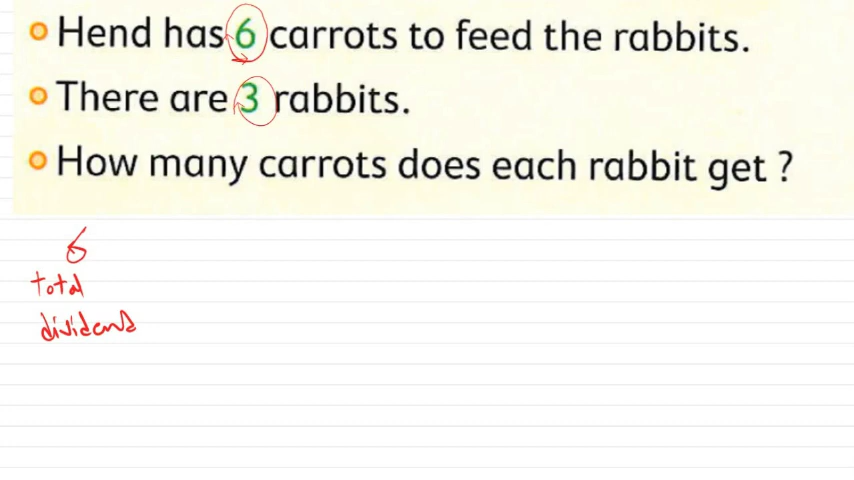 Hend has 6 carrots to feed the rabbits.
There are 3 rabbits.
How many carrots does each rabbit get ?
6
total
dividend